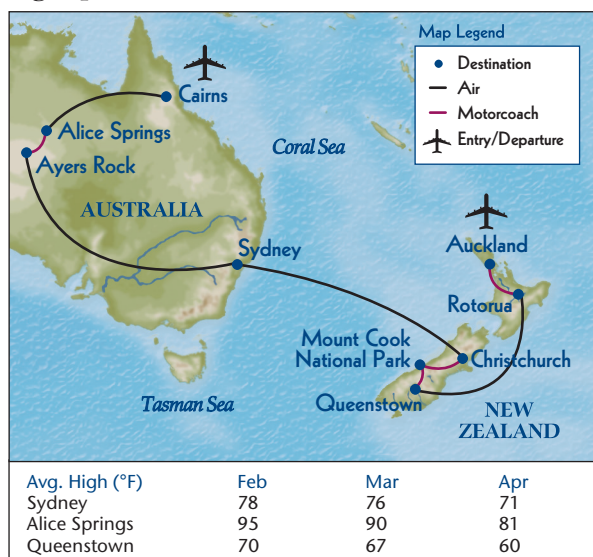 Map Legend
Destination
Air
Motorcoach
Entry/Departure
Cairns
Alice Springs
Ayers Rock
Coral Sea
AUSTRALIA
Sydney
Auckland
Rotorua
Mount Cook
National Park
Christchurch
Queenstown
Tasman Sea
NEW
ZEALAND
Avg. High (°F) Feb Mar Apr
Sydney 78 76 71
Alice Springs 95 90 81
Queenstown 70 67 60